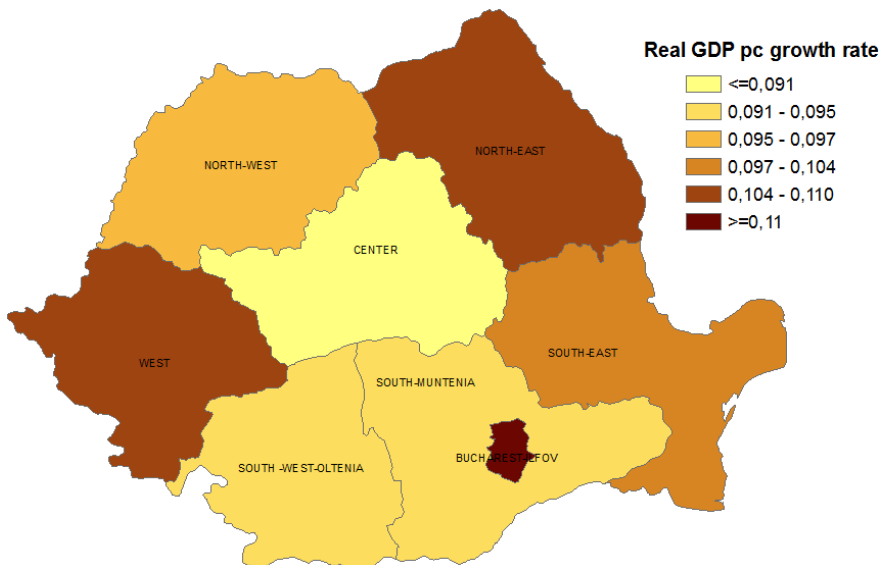 Real GDP pc growth rate
<=0,091
0,091 - 0,095
0,095 - 0,097
0,097 - 0,104
0,104 - 0,110
>=0,11
NORTH-WEST
NORTH-EAST
CENTER
WEST
SOUTH-EAST
SOUTH-MUNTENIA
SOUTH -WEST-OLTENIA
BUCHAREST-ILFOV